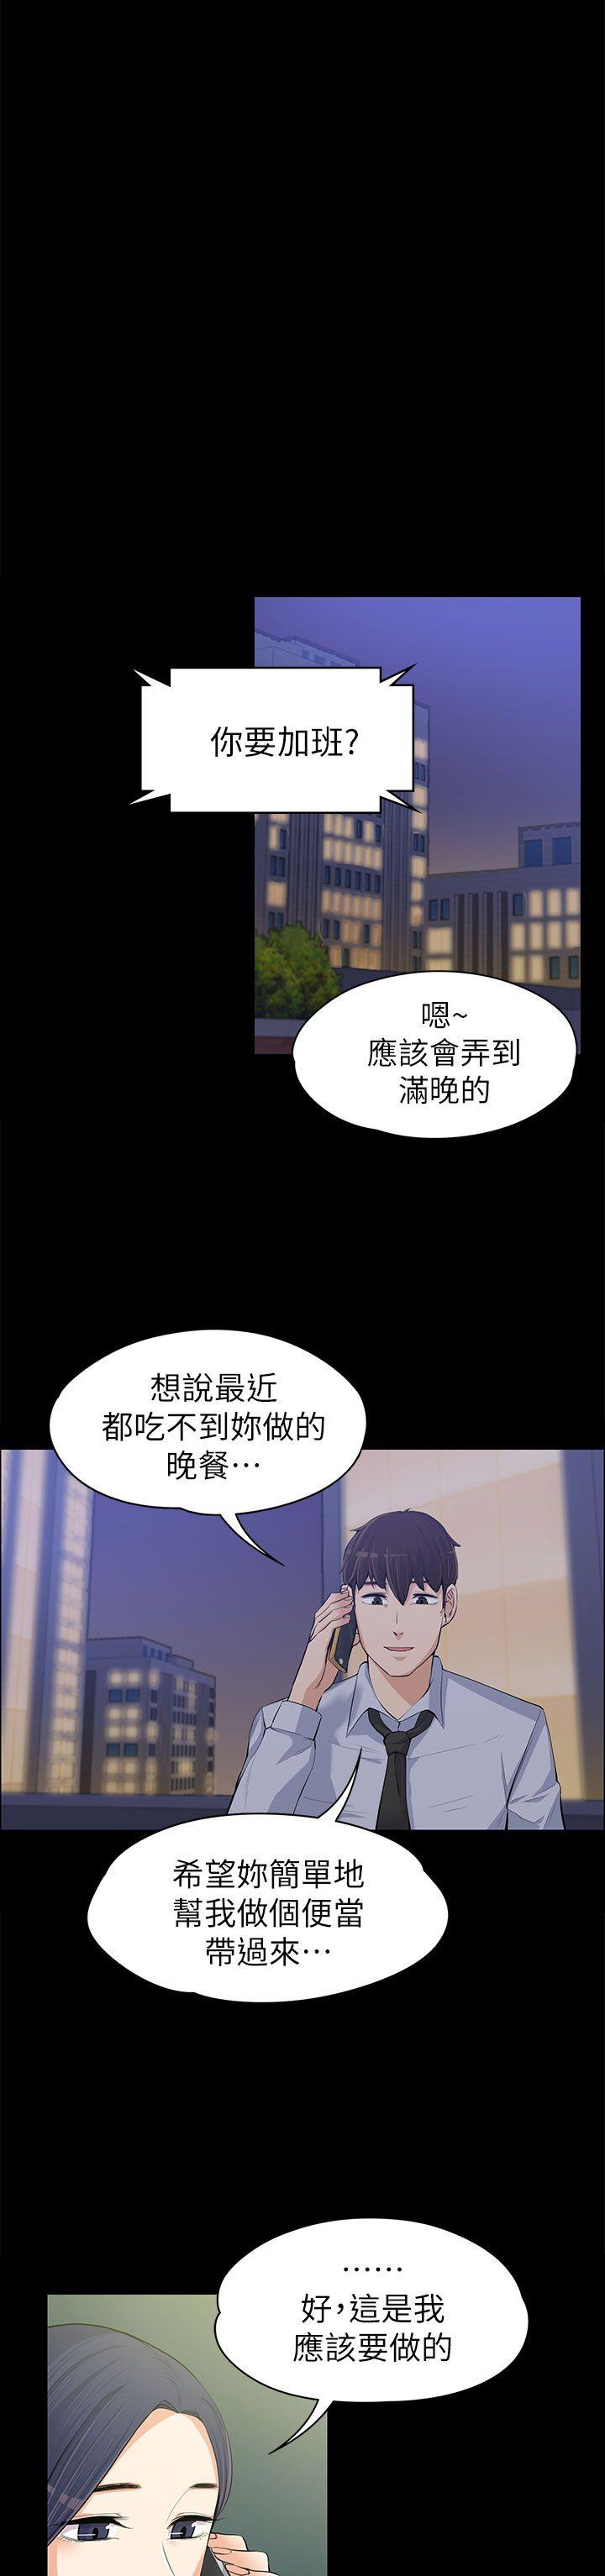 你要加班?
嗯~
應該會弄到
滿晚的
想說最近
都吃不到妳做的
晚餐⋯
希望妳簡單地
幫我做個便當
帶過來⋯
⋯⋯
好,這是我
應該要做的